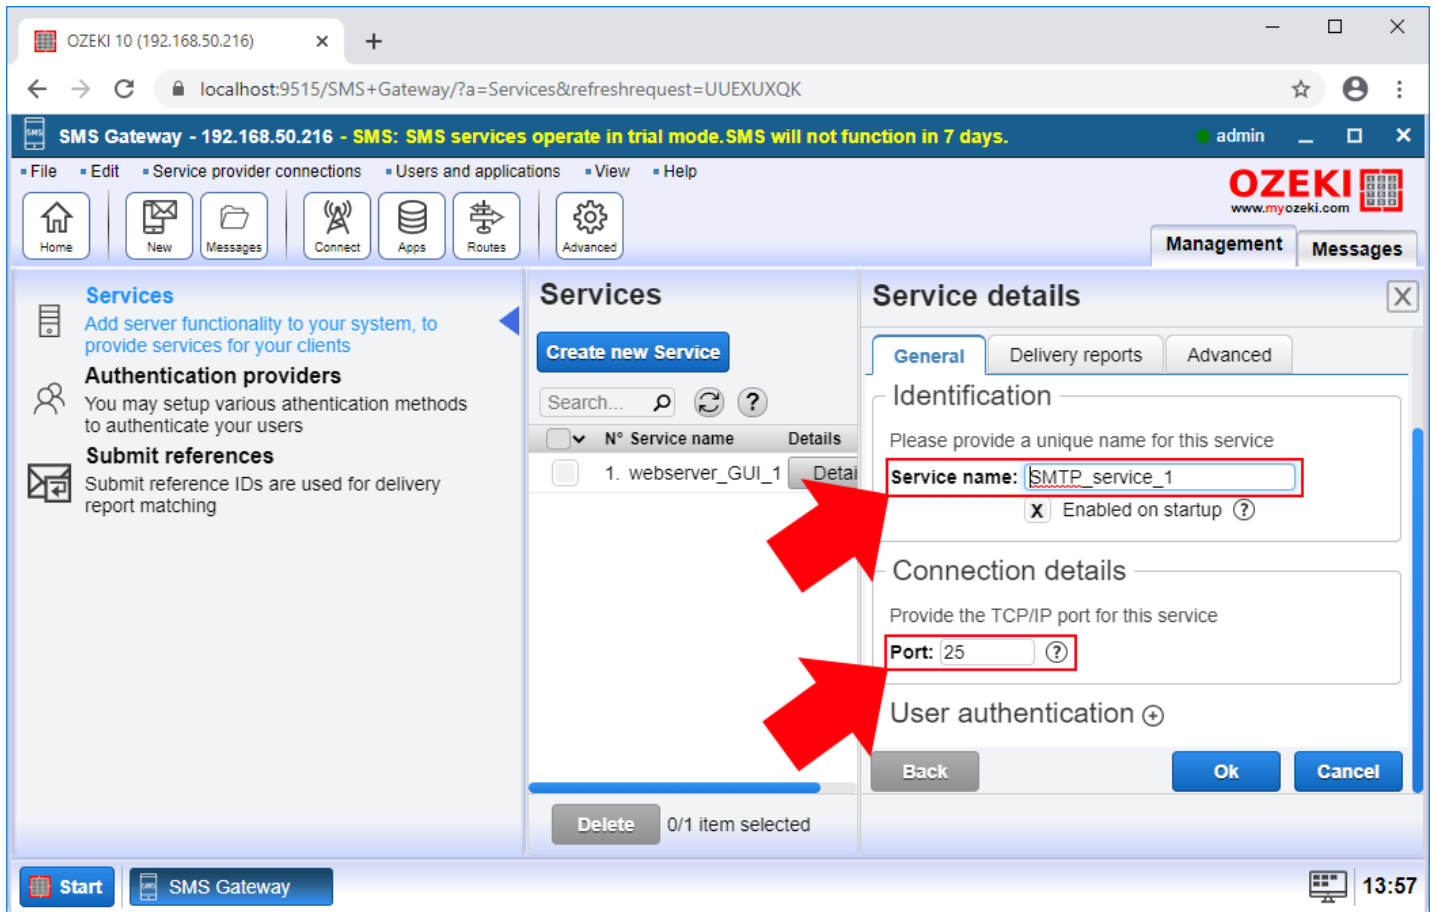 OZEKI 10 (192.168.50.216)
localhost:9515/SMS+Gateway/?a=Services&refreshrequest=UUEXUXQK
SMS Gateway - 192.168.50.216 - SMS: SMS services operate in trial mode.SMS will not function in 7 days.
admin
File Edit Service provider connections Users and applications View Help
Home New Messages Connect Apps Routes Advanced
OZEKI
www.myozeki.com
Management Messages
Services
Add server functionality to your system, to
provide services for your clients
Authentication providers
You may setup various athentication methods
to authenticate your users
Submit references
Submit reference IDs are used for delivery
report matching
Services
Create new Service
Search...
N° Service name Details
1. webserver_GUI_1 Detai
Delete 0/1 item selected
Service details
General Delivery reports Advanced
Identification
Please provide a unique name for this service
Service name: SMTP_service_1
X Enabled on startup ?
Connection details
Provide the TCP/IP port for this service
Port: 25 ?
User authentication
Back Ok Cancel
Start SMS Gateway 13:57